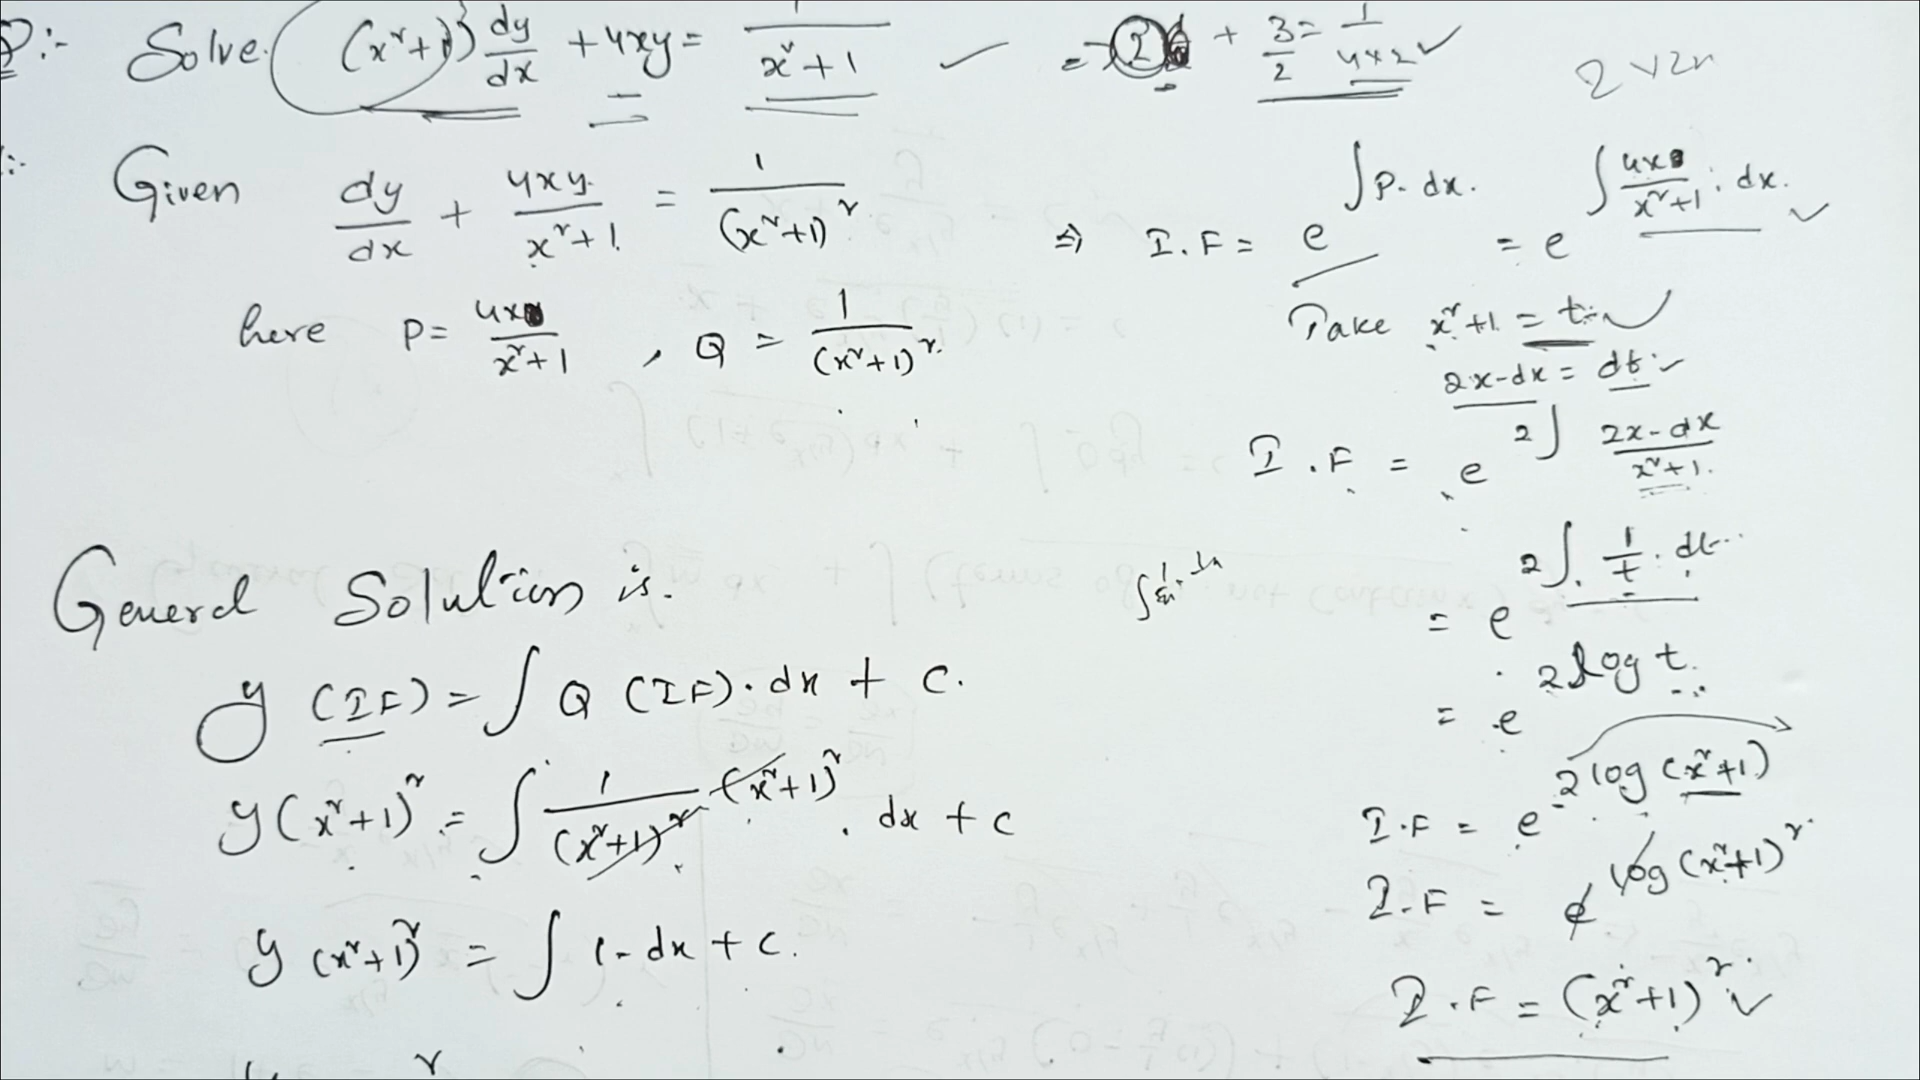 Solve (x²+1) dy/dx + 4xy = 1/(x²+1)
+ 3/2 = 1/(4×2)
Given dy/dx + 4xy/(x²+1) = 1/(x²+1)²
here P = 4x/(x²+1) , Q = 1/(x²+1)²
⇒ I.F = e^∫P.dx = e^∫4x/(x²+1).dx
Take x²+1 = t
2x-dx = dt
I.F = e^2∫2x-dx/(x²+1)
= e^2∫1/t.dt
= e^2logt
I.F = e^2log(x²+1)
I.F = e^log(x²+1)²
I.F = (x²+1)²
General Solution is.
y (IF) = ∫Q (IF).dx + c.
y(x²+1)² = ∫1/(x²+1)² (x²+1)² . dx + c
y (x²+1)² = ∫1-dx + c.